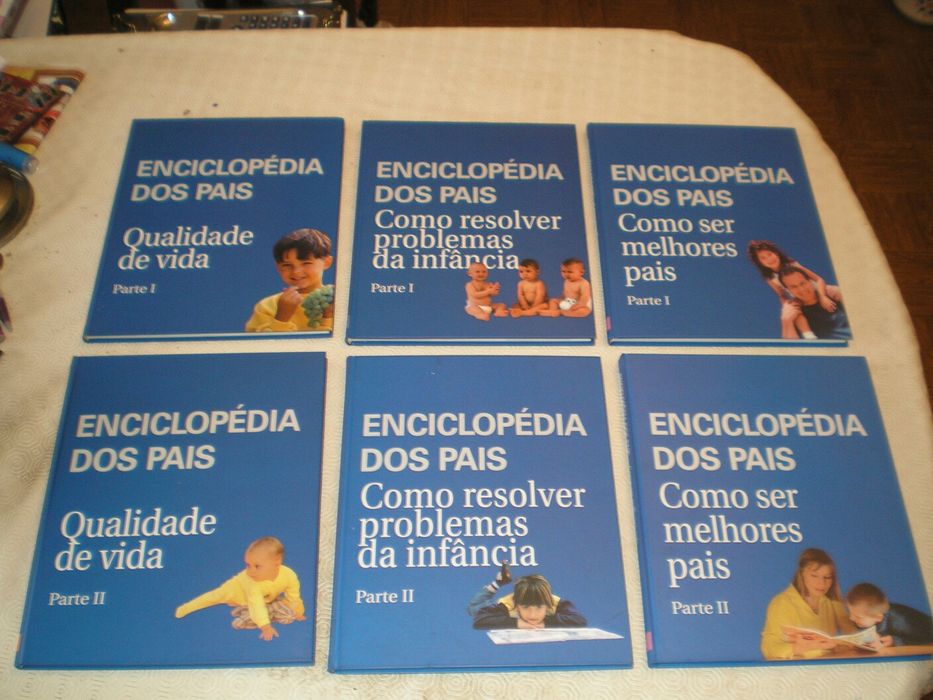 ENCICLOPÉDIA
DOS PAIS
Qualidade
de vida
Parte I
ENCICLOPÉDIA
DOS PAIS
Como resolver
problemas
da infância
Parte I
ENCICLOPÉDIA
DOS PAIS
Como ser
melhores
pais
Parte I
ENCICLOPÉDIA
DOS PAIS
Qualidade
de vida
Parte II
ENCICLOPÉDIA
DOS PAIS
Como resolver
problemas
da infância
Parte II
ENCICLOPÉDIA
DOS PAIS
Como ser
melhores
pais
Parte II